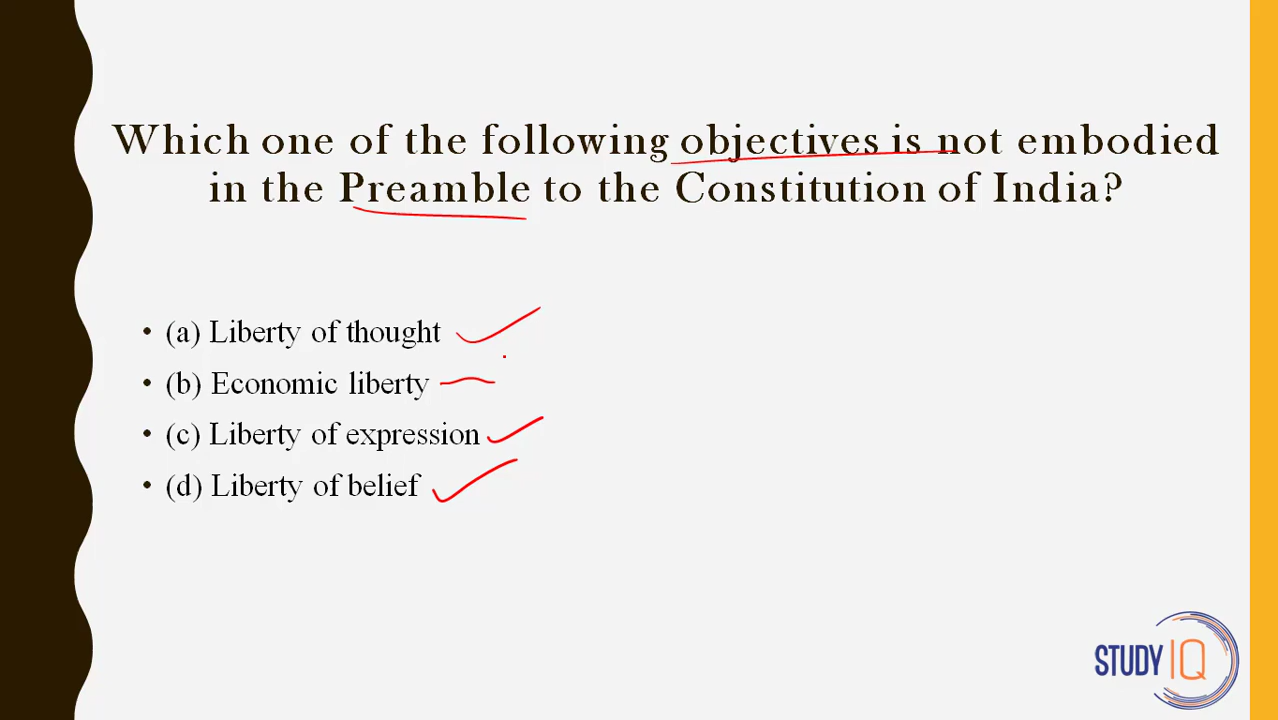 Which one of the following objectives is not embodied
in the Preamble to the Constitution of India?
• (a) Liberty of thought
• (b) Economic liberty
• (c) Liberty of expression
• (d) Liberty of belief
STUDY IQ